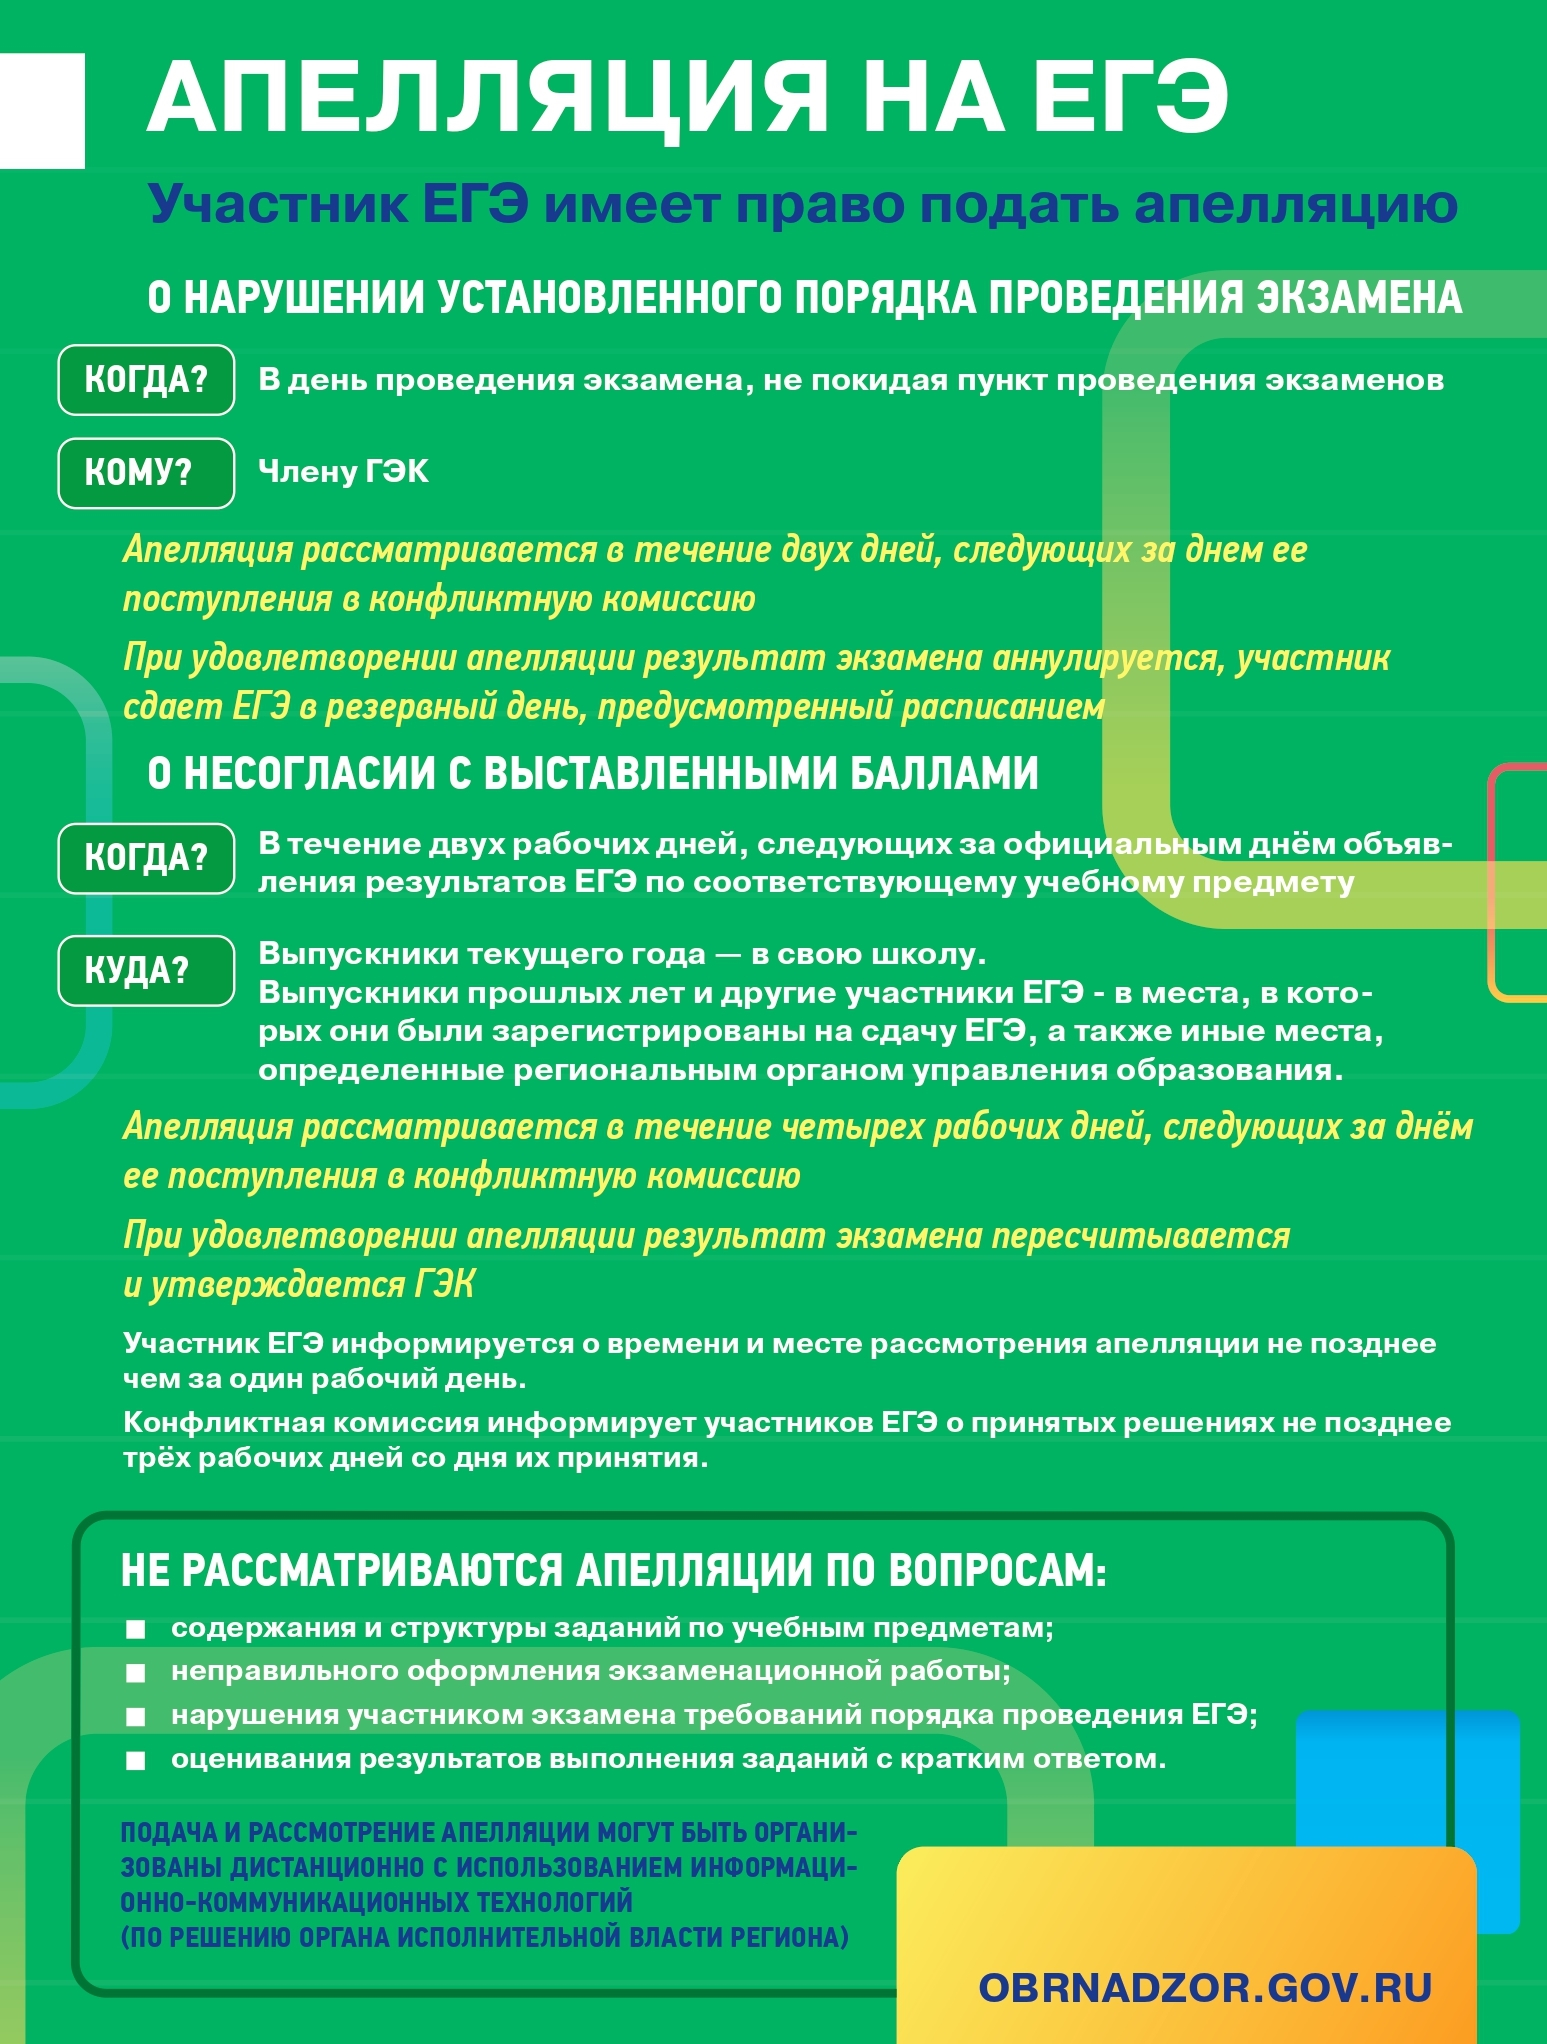 АПЕЛЛЯЦИЯ НА ЕГЭ
Участник ЕГЭ имеет право подать апелляцию
О НАРУШЕНИИ УСТАНОВЛЕННОГО ПОРЯДКА ПРОВЕДЕНИЯ ЭКЗАМЕНА
КОГДА?
В день проведения экзамена, не покидая пункт проведения экзаменов
КОМУ?
Члену ГЭК
Апелляция рассматривается в течение двух дней, следующих за днем ее
поступления в конфликтную комиссию
При удовлетворении апелляции результат экзамена аннулируется, участник
сдает ЕГЭ в резервный день, предусмотренный расписанием
О НЕСОГЛАСИИ С ВЫСТАВЛЕННЫМИ БАЛЛАМИ
КОГДА?
В течение двух рабочих дней, следующих за официальным днём объяв-
ления результатов ЕГЭ по соответствующему учебному предмету
КУДА?
Выпускники текущего года — в свою школу.
Выпускники прошлых лет и другие участники ЕГЭ - в места, в кото-
рых они были зарегистрированы на сдачу ЕГЭ, а также иные места,
определенные региональным органом управления образования.
Апелляция рассматривается в течение четырех рабочих дней, следующих за днём
ее поступления в конфликтную комиссию
При удовлетворении апелляции результат экзамена пересчитывается
и утверждается ГЭК
Участник ЕГЭ информируется о времени и месте рассмотрения апелляции не позднее
чем за один рабочий день.
Конфликтная комиссия информирует участников ЕГЭ о принятых решениях не позднее
трёх рабочих дней со дня их принятия.
НЕ РАССМАТРИВАЮТСЯ АПЕЛЛЯЦИИ ПО ВОПРОСАМ:
■ содержания и структуры заданий по учебным предметам;
■ неправильного оформления экзаменационной работы;
■ нарушения участником экзамена требований порядка проведения ЕГЭ;
■ оценивания результатов выполнения заданий с кратким ответом.
ПОДАЧА И РАССМОТРЕНИЕ АПЕЛЛЯЦИИ МОГУТ БЫТЬ ОРГАНИ-
ЗОВАНЫ ДИСТАНЦИОННО С ИСПОЛЬЗОВАНИЕМ ИНФОРМАЦИ-
ОННО-КОММУНИКАЦИОННЫХ ТЕХНОЛОГИЙ
(ПО РЕШЕНИЮ ОРГАНА ИСПОЛНИТЕЛЬНОЙ ВЛАСТИ РЕГИОНА)
OBRNADZOR.GOV.RU